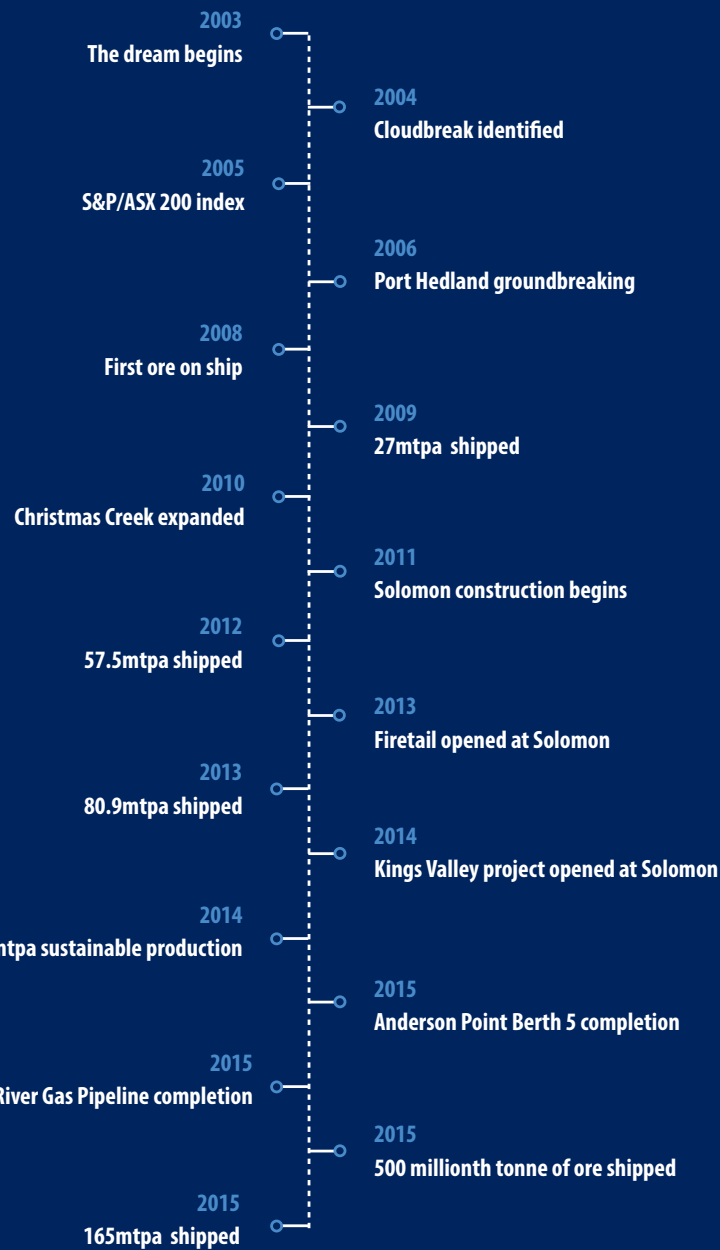 2003
The dream begins
2004
Cloudbreak identified
2005
S&P/ASX 200 index
2006
Port Hedland groundbreaking
2008
First ore on ship
2009
27mtpa  shipped
2010
Christmas Creek expanded
2011
Solomon construction begins
2012
57.5mtpa shipped
2013
Firetail opened at Solomon
2013
80.9mtpa shipped
2014
Kings Valley project opened at Solomon
2014
sustainable production
2015
Anderson Point Berth 5 completion
2015
River Gas Pipeline completion
2015
500 millionth tonne of ore shipped
2015
165mtpa  shipped